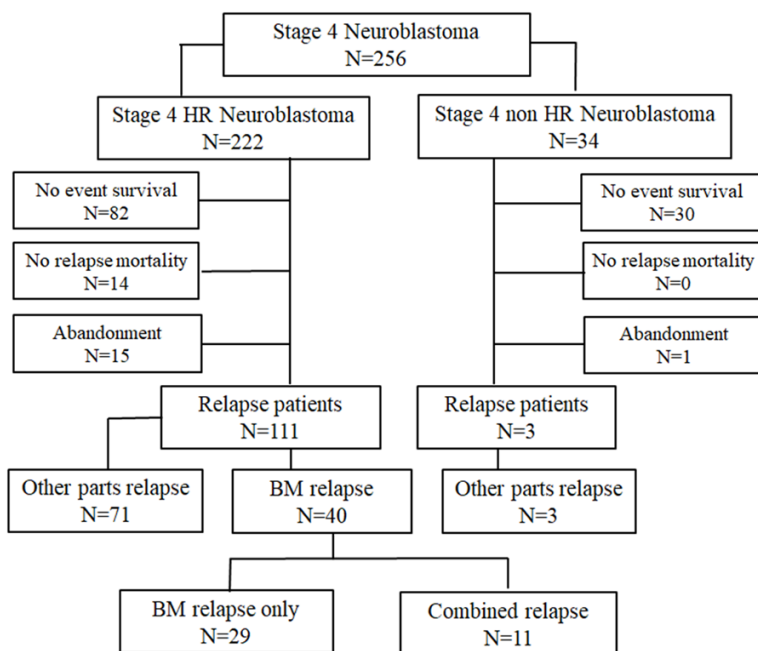 Stage 4 Neuroblastoma
N=256
Stage 4 HR Neuroblastoma
N=222
Stage 4 non HR Neuroblastoma
N=34
No event survival
N=82
No event survival
N=30
No relapse mortality
N=14
No relapse mortality
N=0
Abandonment
N=15
Abandonment
N=1
Relapse patients
N=111
Relapse patients
N=3
Other parts relapse
N=71
BM relapse
N=40
Other parts relapse
N=3
BM relapse only
N=29
Combined relapse
N=11